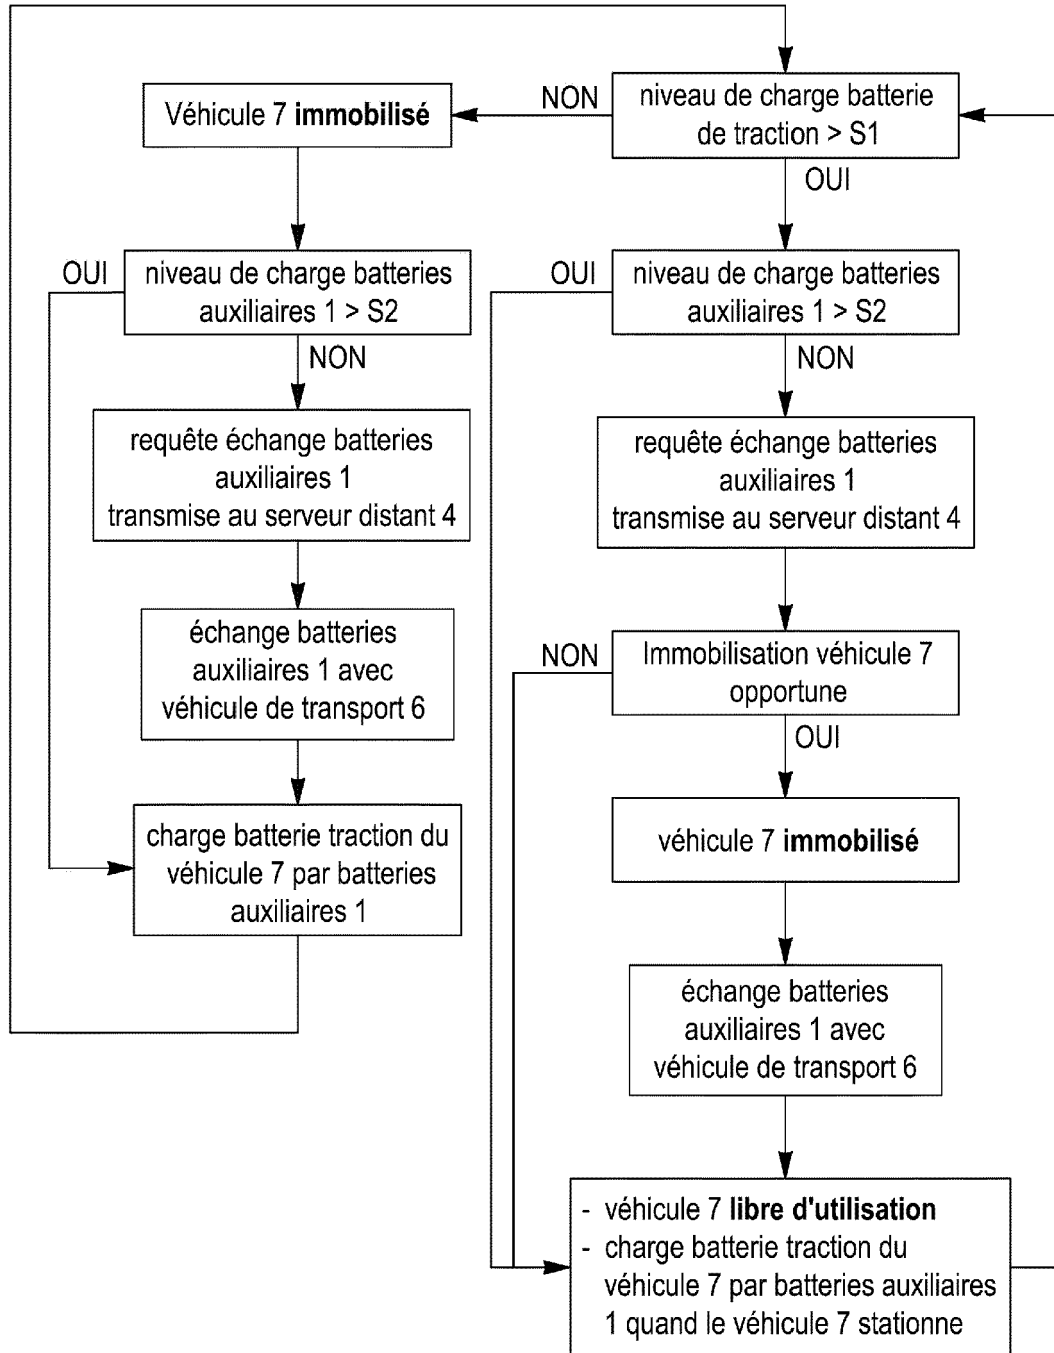 niveau de charge batterie
de traction > S1
NON
Véhicule 7 immobilisé
OUI
niveau de charge batteries
auxiliaires 1 > S2
OUI
NON
requête échange batteries
auxiliaires 1
transmise au serveur distant 4
échange batteries
auxiliaires 1 avec
véhicule de transport 6
charge batterie traction du
véhicule 7 par batteries
auxiliaires 1
OUI
niveau de charge batteries
auxiliaires 1 > S2
NON
requête échange batteries
auxiliaires 1
transmise au serveur distant 4
NON
Immobilisation véhicule 7
opportune
OUI
véhicule 7 immobilisé
échange batteries
auxiliaires 1 avec
véhicule de transport 6
- véhicule 7 libre d'utilisation
- charge batterie traction du
véhicule 7 par batteries auxiliaires
1 quand le véhicule 7 stationne